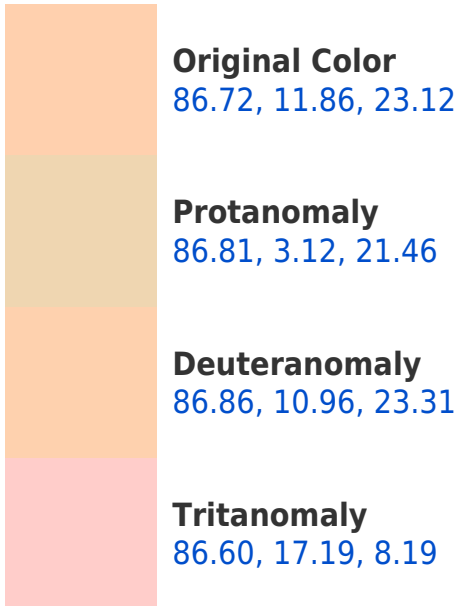 Original Color
86.72, 11.86, 23.12
Protanomaly
86.81, 3.12, 21.46
Deuteranomaly
86.86, 10.96, 23.31
Tritanomaly
86.60, 17.19, 8.19